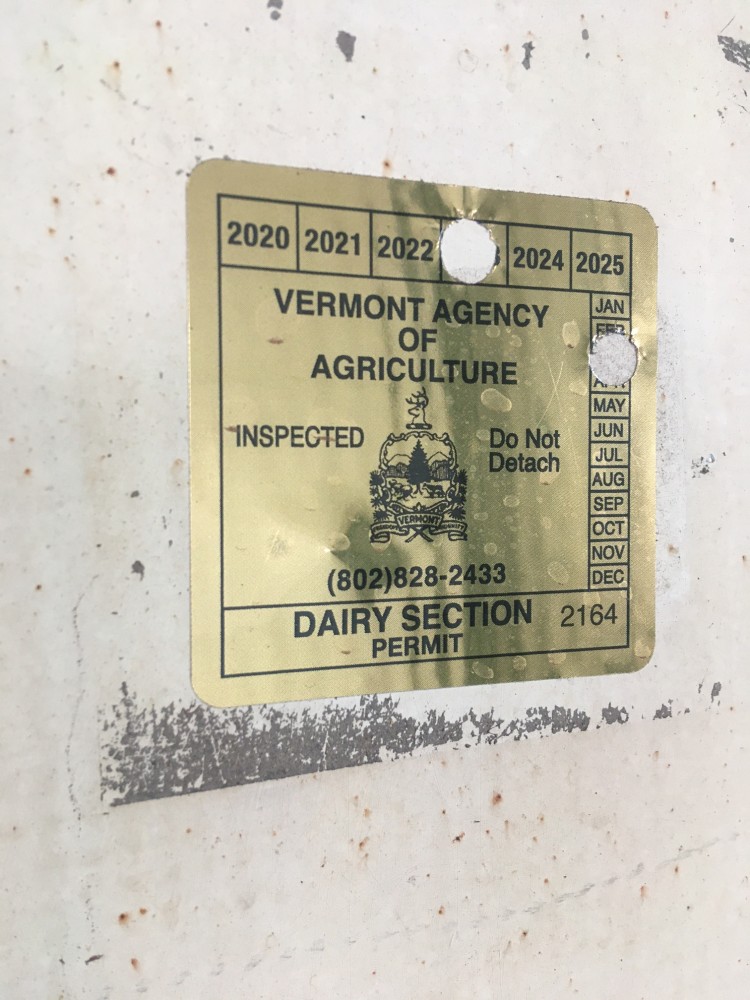 2020 2021 2022 2024 2025
VERMONT AGENCY
OF
AGRICULTURE
INSPECTED
Do Not
Detach
VERMONT
(802)828-2433
DAIRY SECTION
PERMIT
2164
JAN
MAY
JUN
JUL
AUG
SEP
OCT
NOV
DEC